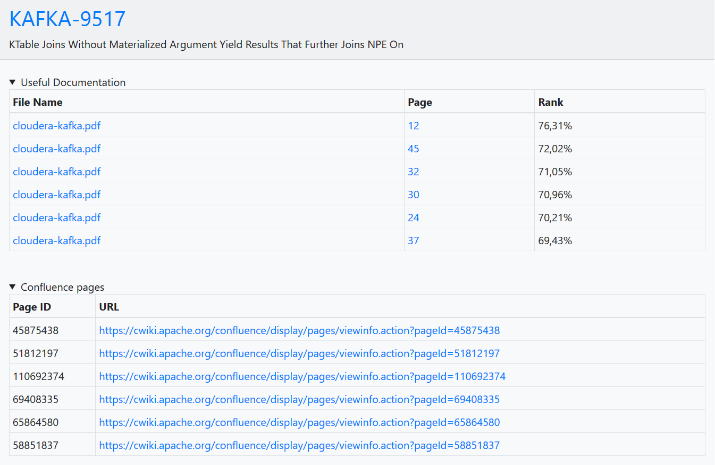 KAFKA-9517
KTable Joins Without Materialized Argument Yield Results That Further Joins NPE On
▼ Useful Documentation
File Name Page Rank
cloudera-kafka.pdf 12 76,31%
cloudera-kafka.pdf 45 72,02%
cloudera-kafka.pdf 32 71,05%
cloudera-kafka.pdf 30 70,96%
cloudera-kafka.pdf 24 70,21%
cloudera-kafka.pdf 37 69,43%
▼ Confluence pages
Page ID URL
45875438 https://cwiki.apache.org/confluence/display/pages/viewinfo.action?pageId=45875438
51812197 https://cwiki.apache.org/confluence/display/pages/viewinfo.action?pageId=51812197
110692374 https://cwiki.apache.org/confluence/display/pages/viewinfo.action?pageId=110692374
69408335 https://cwiki.apache.org/confluence/display/pages/viewinfo.action?pageId=69408335
65864580 https://cwiki.apache.org/confluence/display/pages/viewinfo.action?pageId=65864580
58851837 https://cwiki.apache.org/confluence/display/pages/viewinfo.action?pageId=58851837